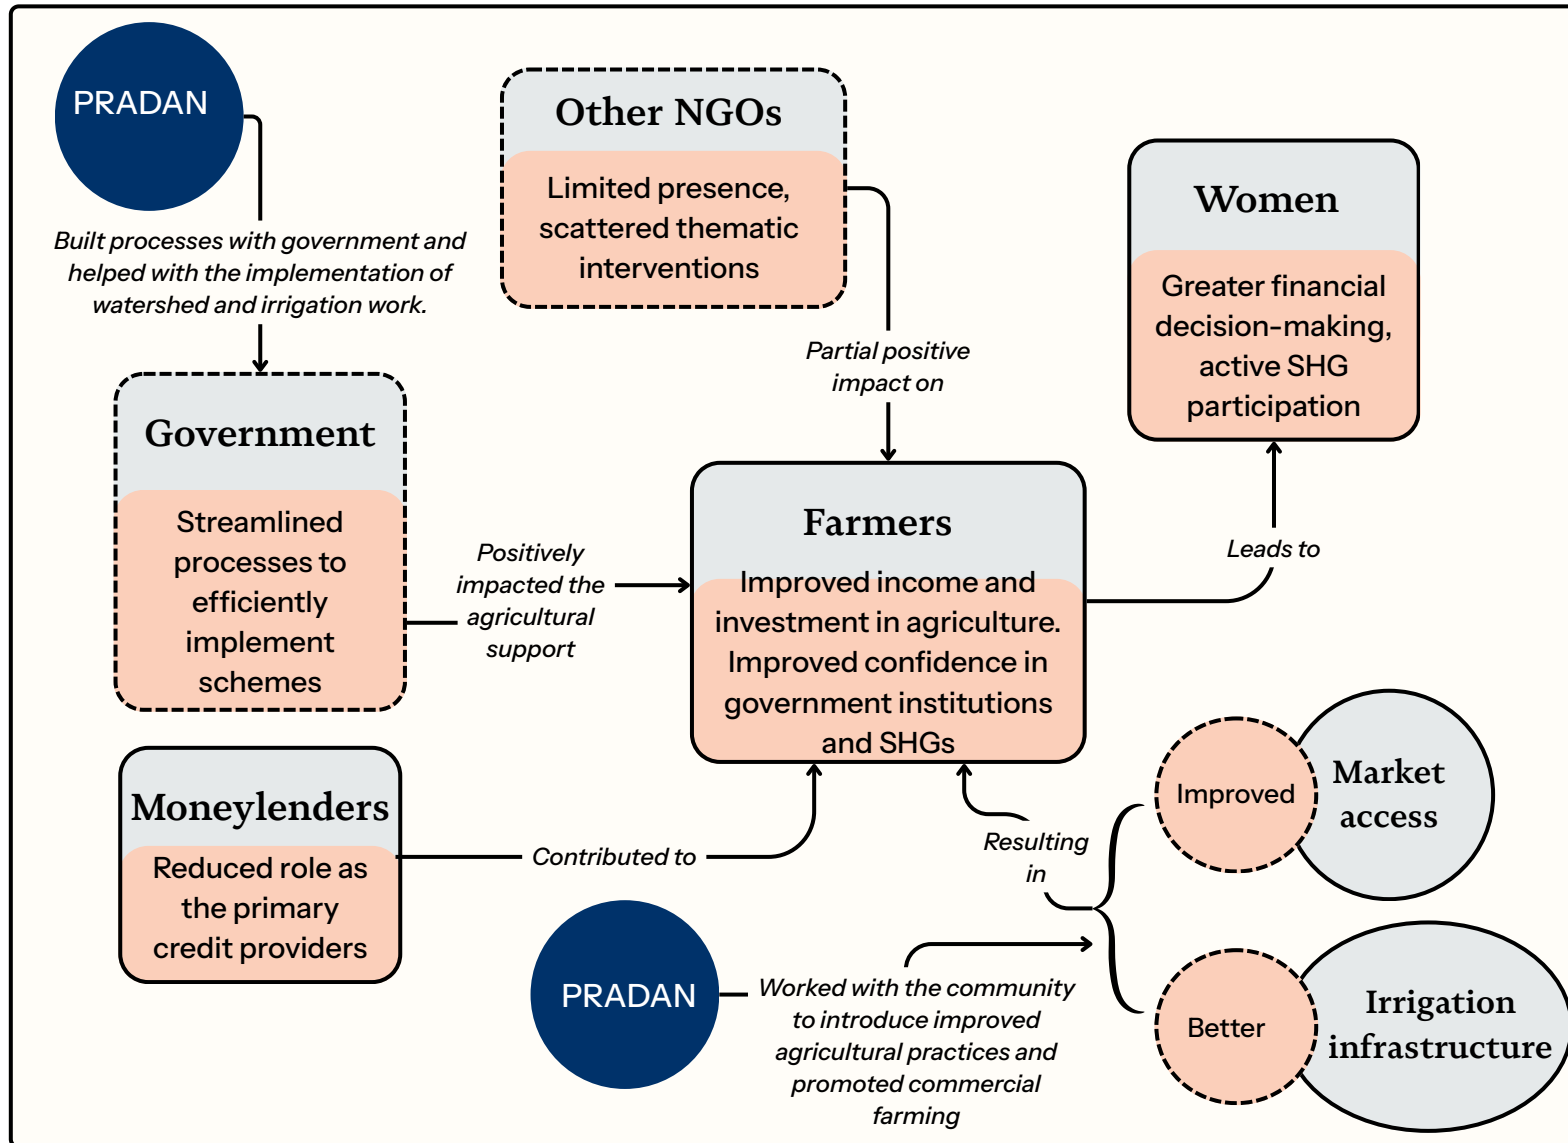 PRADAN
Built processes with government and
helped with the implementation of
watershed and irrigation work.
Other NGOs
Limited presence,
scattered thematic
interventions
Partial positive
impact on
Women
Greater financial
decision-making,
active SHG
participation
Government
Streamlined
processes to
efficiently
implement
schemes
Positively
impacted the
agricultural
support
Farmers
Improved income and
investment in agriculture.
Improved confidence in
government institutions
and SHGs
Leads to
Moneylenders
Reduced role as
the primary
credit providers
Contributed to
Resulting
in
Improved
Market
access
PRADAN
Worked with the community
to introduce improved
agricultural practices and
promoted commercial
farming
Better
Irrigation
infrastructure